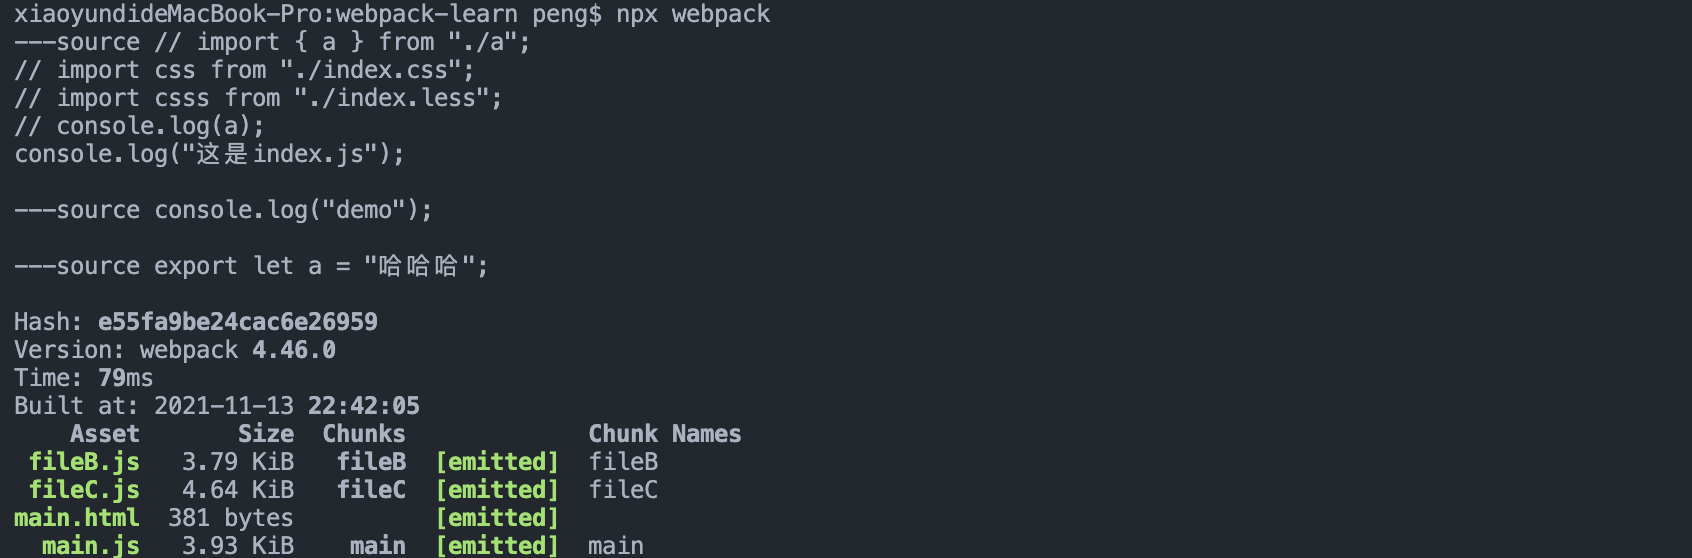 xiaoyundideMacBook-Pro:webpack-learn peng$ npx webpack
---source // import { a } from "./a";
// import css from "./index.css";
// import csss from "./index.less";
// console.log(a);
console.log("这是index.js");
---source console.log("demo");
---source export let a = "哈哈哈";
Hash: e55fa9be24cac6e26959
Version: webpack 4.46.0
Time: 79ms
Built at: 2021-11-13 22:42:05
Asset Size Chunks Chunk Names
fileB.js 3.79 KiB fileB [emitted] fileB
fileC.js 4.64 KiB fileC [emitted] fileC
main.html 381 bytes [emitted]
main.js 3.93 KiB main [emitted] main